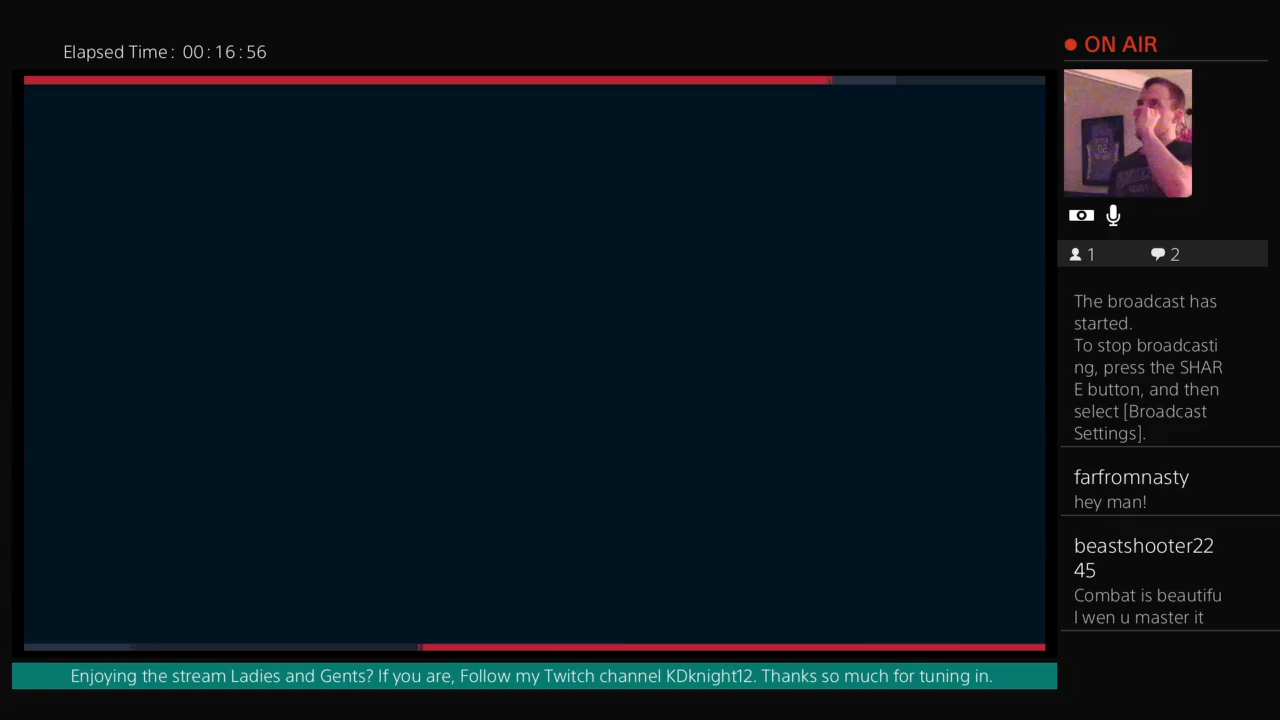 Elapsed Time: 00:16:56
ON AIR
1
2
The broadcast has
started.
To stop broadcasti
ng, press the SHAR
E button, and then
select [Broadcast
Settings].
farfromnasty
hey man!
beastshooter22
45
Combat is beautifu
l wen u master it
Enjoying the stream Ladies and Gents? If you are, Follow my Twitch channel KDknight12. Thanks so much for tuning in.